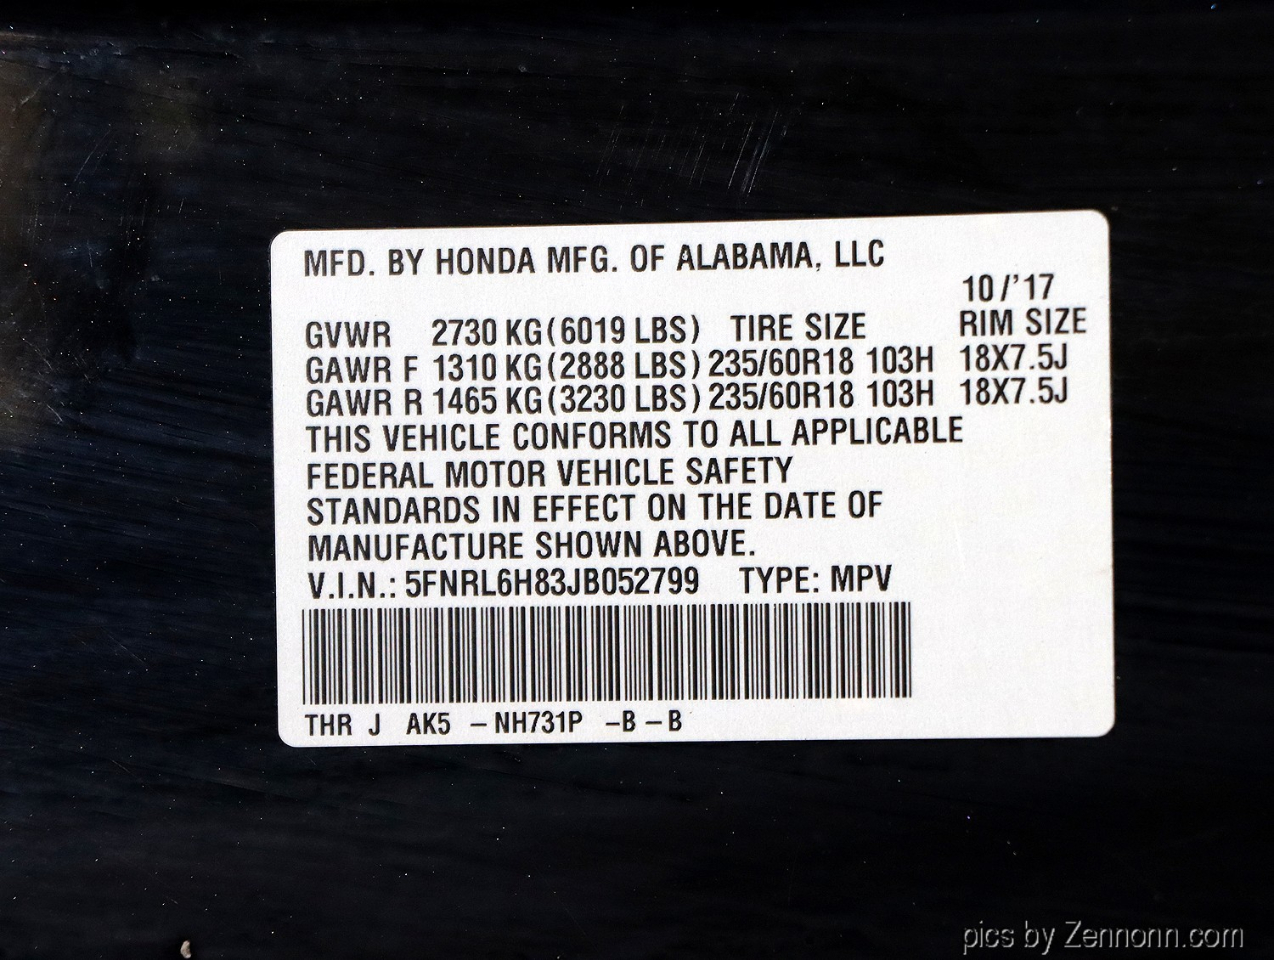 MFD. BY HONDA MFG. OF ALABAMA, LLC
10/'17
GVWR 2730 KG(6019 LBS) TIRE SIZE RIM SIZE
GAWR F 1310 KG(2888 LBS) 235/60R18 103H 18X7.5J
GAWR R 1465 KG(3230 LBS) 235/60R18 103H 18X7.5J
THIS VEHICLE CONFORMS TO ALL APPLICABLE
FEDERAL MOTOR VEHICLE SAFETY
STANDARDS IN EFFECT ON THE DATE OF
MANUFACTURE SHOWN ABOVE.
V.I.N.: 5FNRL6H83JB052799 TYPE: MPV
THR J AK5 –NH731P –B –B
pics by Zennonn.com